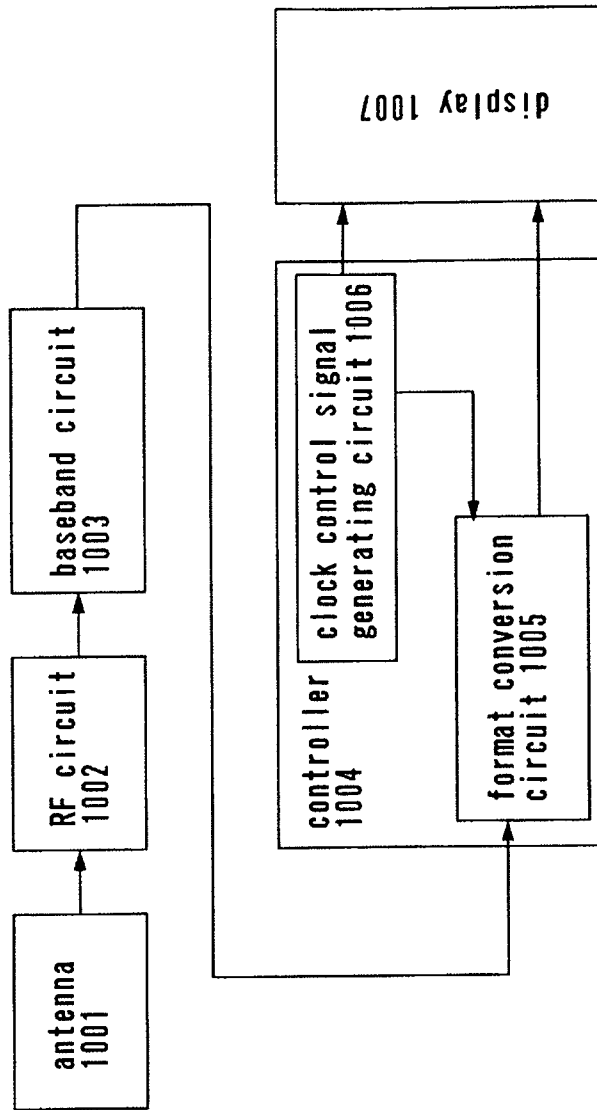 antenna
1001
RF circuit
1002
baseband circuit
1003
controller
1004
clock control signal
generating circuit 1006
format conversion
circuit 1005
display 1007